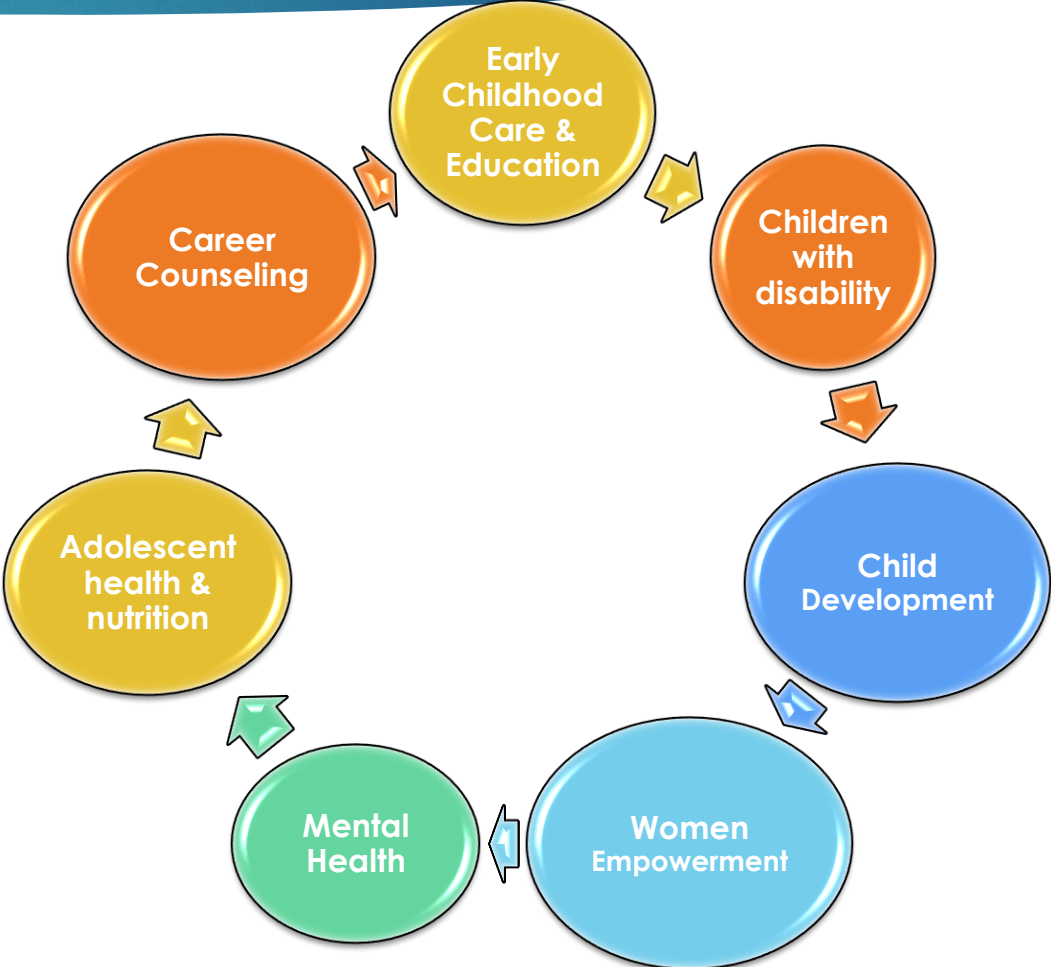 Early
Childhood
Care &
Education
Children
with
disability
Child
Development
Women
Empowerment
Mental
Health
Adolescent
health &
nutrition
Career
Counseling